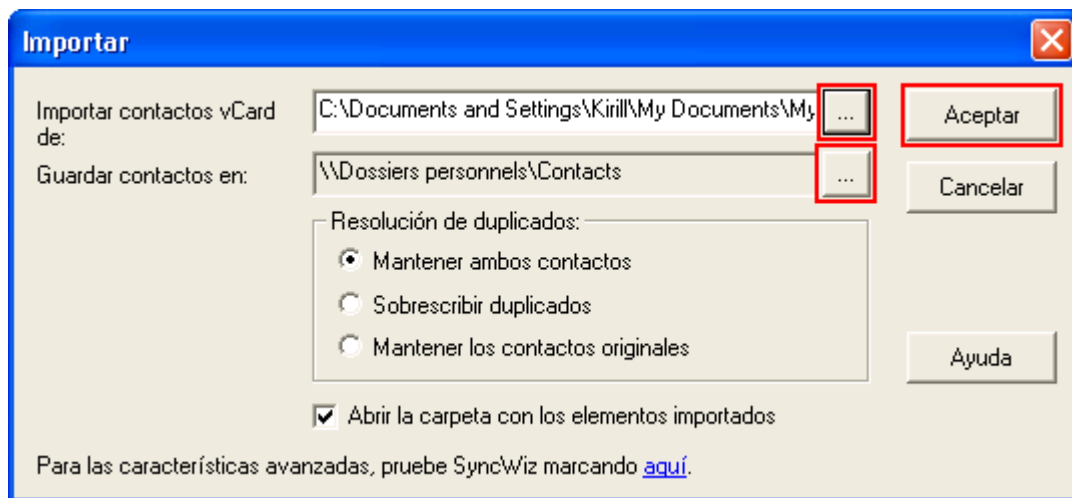 Importar
Importar contactos vCard
de:
C:\Documents and Settings\Kirill\My Documents\My
...
Aceptar
Guardar contactos en:
\\Dossiers personnels\Contacts
...
Cancelar
Resolución de duplicados:
Mantener ambos contactos
Sobrescribir duplicados
Mantener los contactos originales
Ayuda
Abrir la carpeta con los elementos importados
Para las características avanzadas, pruebe SyncWiz marcando aquí.